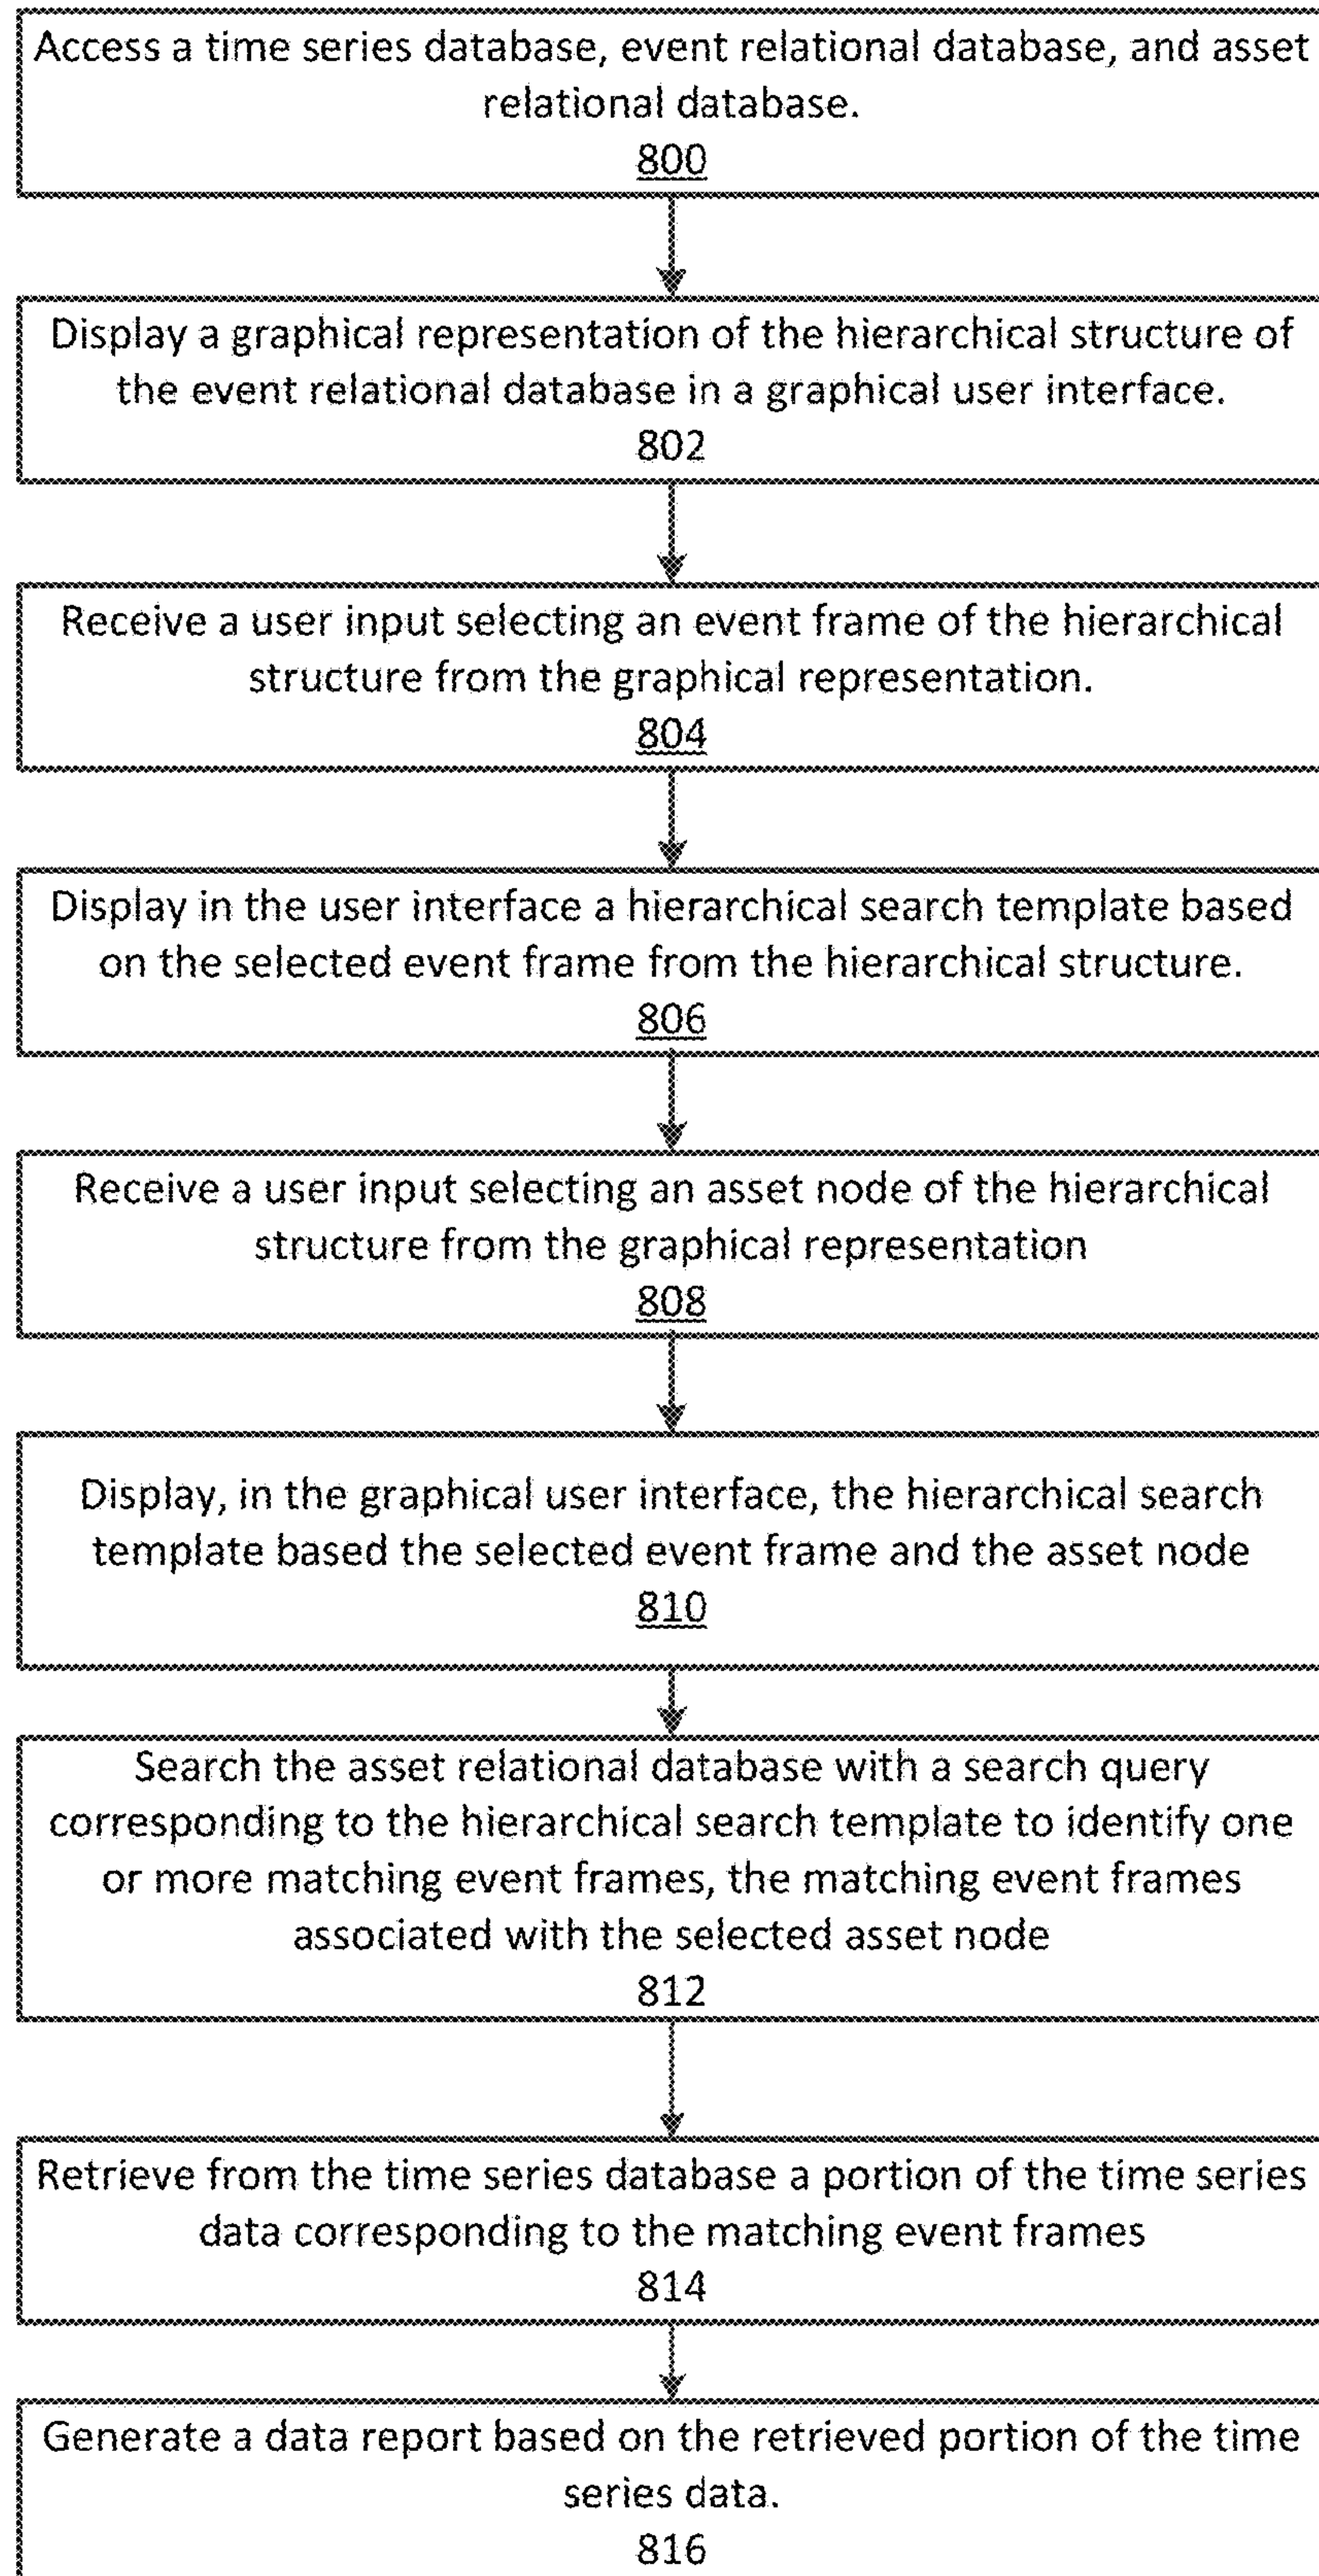 Access a time series database, event relational database, and asset
relational database.
800
Display a graphical representation of the hierarchical structure of
the event relational database in a graphical user interface.
802
Receive a user input selecting an event frame of the hierarchical
structure from the graphical representation.
804
Display in the user interface a hierarchical search template based
on the selected event frame from the hierarchical structure.
806
Receive a user input selecting an asset node of the hierarchical
structure from the graphical representation
808
Display, in the graphical user interface, the hierarchical search
template based the selected event frame and the asset node
810
Search the asset relational database with a search query
corresponding to the hierarchical search template to identify one
or more matching event frames, the matching event frames
associated with the selected asset node
812
Retrieve from the time series database a portion of the time series
data corresponding to the matching event frames
814
Generate a data report based on the retrieved portion of the time
series data.
816